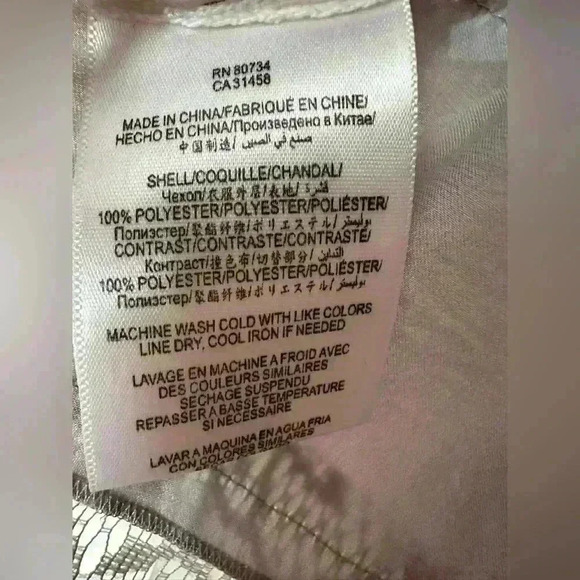 RN 80734
CA 31458
MADE IN CHINA/FABRIQUÉ EN CHINE/
HECHO EN CHINA/Произведено в Китае/
中国制造/ صنع في الصين/
SHELL/COQUILLE/CHANDAL/
Чехол/衣服外层/表地/ قشرة/
100% POLYESTER/POLYESTER/POLIÉSTER/
Полиэстер/聚酯纤维/ポリエステル/ بوليستر/
CONTRAST/CONTRASTE/CONTRASTE/
Контраст/撞色布/切替部分/ التباين/
100% POLYESTER/POLYESTER/POLIÉSTER/
Полиэстер/聚酯纤维/ポリエステル/ بوليستر/
MACHINE WASH COLD WITH LIKE COLORS
LINE DRY, COOL IRON IF NEEDED
LAVAGE EN MACHINE A FROID AVEC
DES COULEURS SIMILAIRES
SECHAGE SUSPENDU
REPASSER A BASSE TEMPERATURE
SI NECESSAIRE
LAVAR A MAQUINA EN AGUA FRIA
CON COLORES SIMILARES